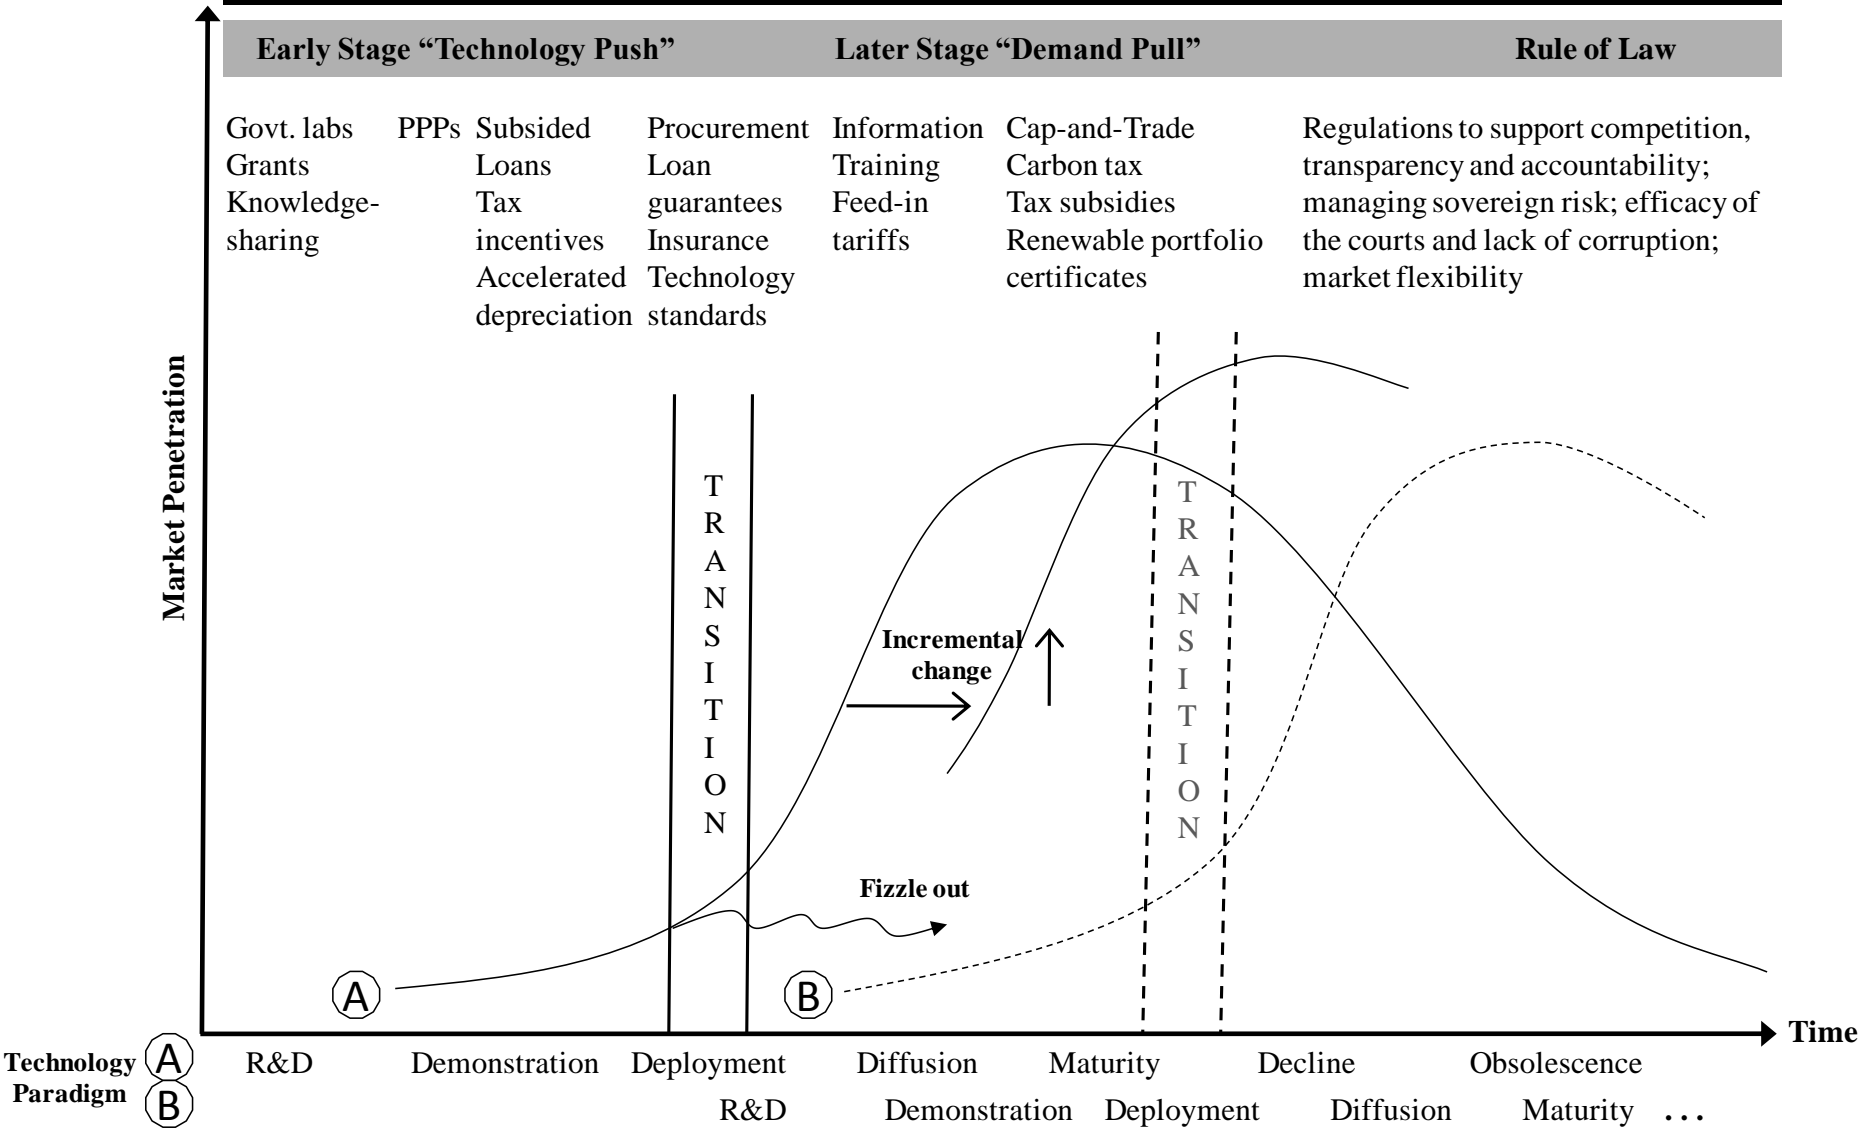 Early Stage “Technology Push” Later Stage “Demand Pull” Rule of Law
Govt. labs
Grants
Knowledge-
sharing
PPPs
Subsided
Loans
Tax
incentives
Accelerated
depreciation
Procurement
Loan
guarantees
Insurance
Technology
standards
Information
Training
Feed-in
tariffs
Cap-and-Trade
Carbon tax
Tax subsidies
Renewable portfolio
certificates
Regulations to support competition,
transparency and accountability;
managing sovereign risk; efficacy of
the courts and lack of corruption;
market flexibility
Market Penetration
TRANSITION
TRANSITION
Incremental
change
Fizzle out
A
B
Time
Technology
Paradigm
A
R&D Demonstration Deployment Diffusion Maturity Decline Obsolescence
B
R&D Demonstration Deployment Diffusion Maturity ...